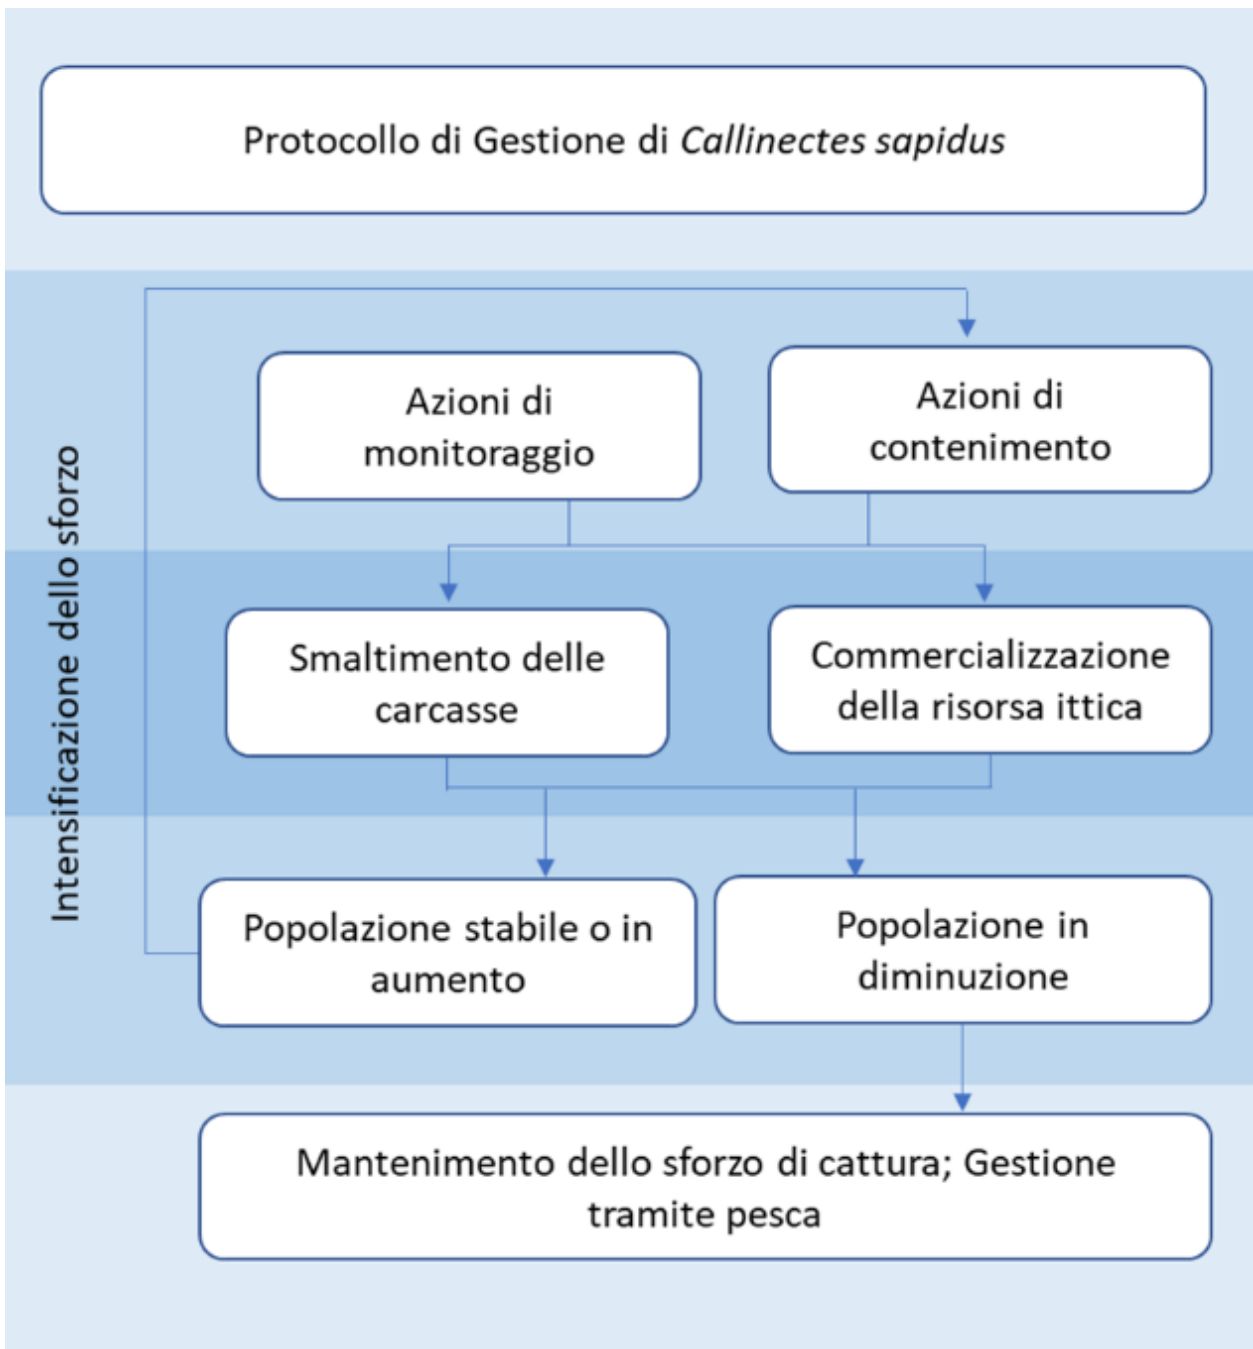 Protocollo di Gestione di Callinectes sapidus
Intensificazione dello sforzo
Azioni di
monitoraggio
Azioni di
contenimento
Smaltimento delle
carcasse
Commercializzazione
della risorsa ittica
Popolazione stabile o in
aumento
Popolazione in
diminuzione
Mantenimento dello sforzo di cattura; Gestione
tramite pesca